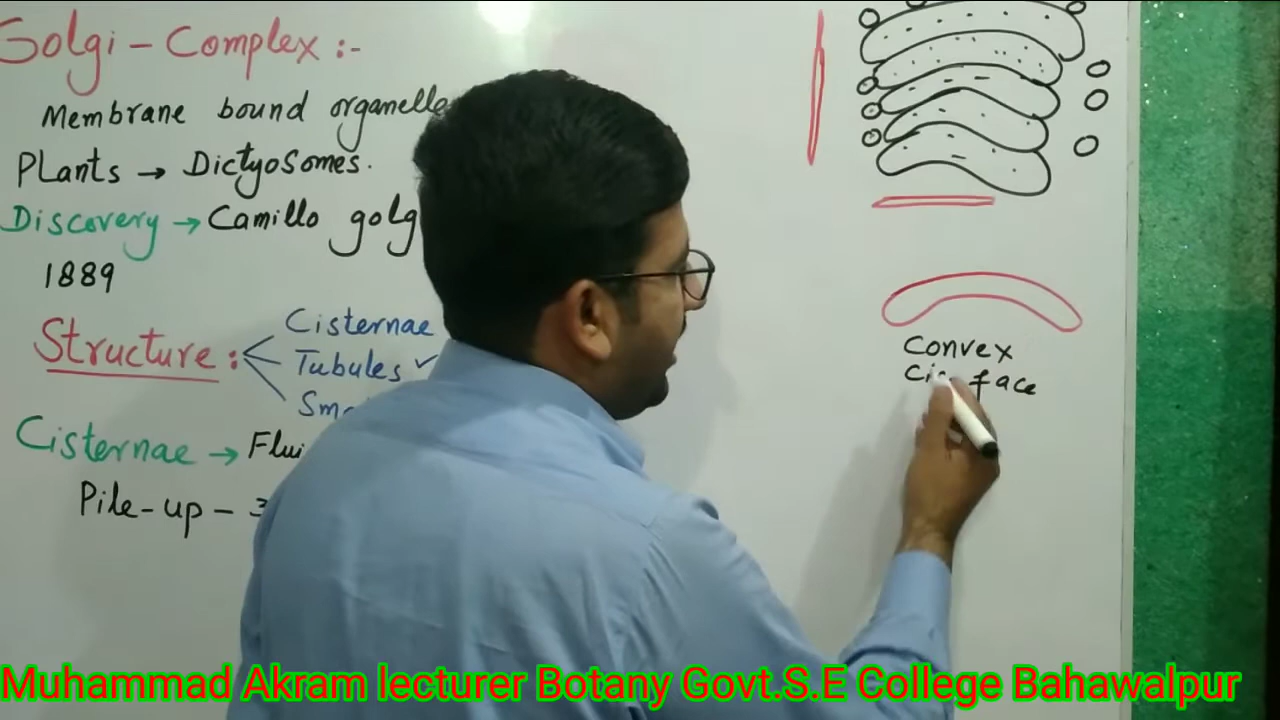 Golgi - Complex :-
Membrane bound organelle
Plants → Dictyosomes.
Discovery → Camillo golg
1889
Structure :
Cisternae
Tubules ✓
Cisternae →
Pile-up -
Convex
face
Muhammad Akram lecturer Botany Govt.S.E College Bahawalpur